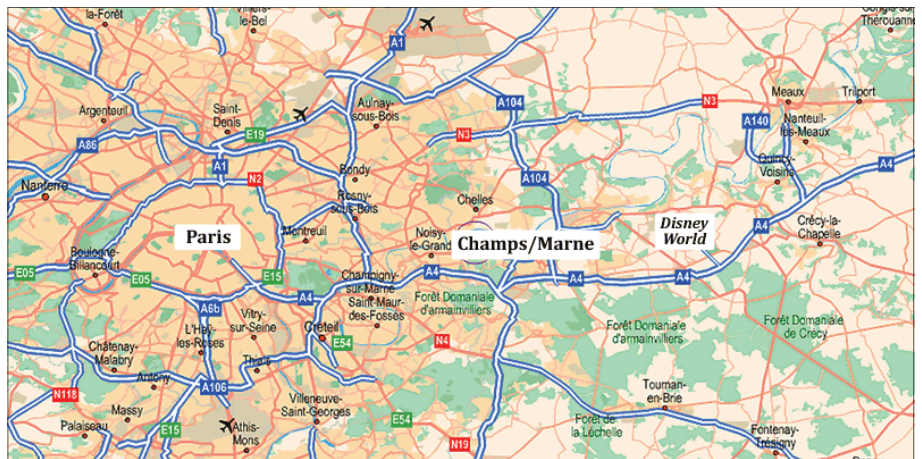 la-Forêt
le-Bel
Thérouanne
A1
Argenteuil
Saint-
Denis
Aulnay-
sous-Bois
A104
N3
Meaux
Trilport
E19
N3
A140
Nanteuil-
lès-Meaux
A86
A1
N2
Bondy
A104
Quincy-
Voisins
A4
Nanterre
Rosny-
sous-Bois
Chelles
Paris
Montreuil
Noisy-
le-Grand
Champs/Marne
Disney
World
A4
Crécy-la-
Chapelle
Boulogne-
Billancourt
E05
E05
E15
Champigny-
sur-Marne
A4
A4
A4
A6b
A4
Saint-Maur-
des-Fossés
Forêt Domaniale
d'armainvilliers
L'Haÿ-
les-Roses
Vitry-
sur-Seine
Créteil
E54
N4
Forêt Domaniale
d'armainvilliers
Forêt Domaniale
de Crécy
Châtenay-
Malabry
Thiais
Antony
A106
N118
Massy
Villeneuve-
Saint-Georges
Tournan-
en-Brie
Palaiseau
E15
Athis-
Mons
E54
N19
Forêt de
la Léchelle
Fontenay-
Trésigny